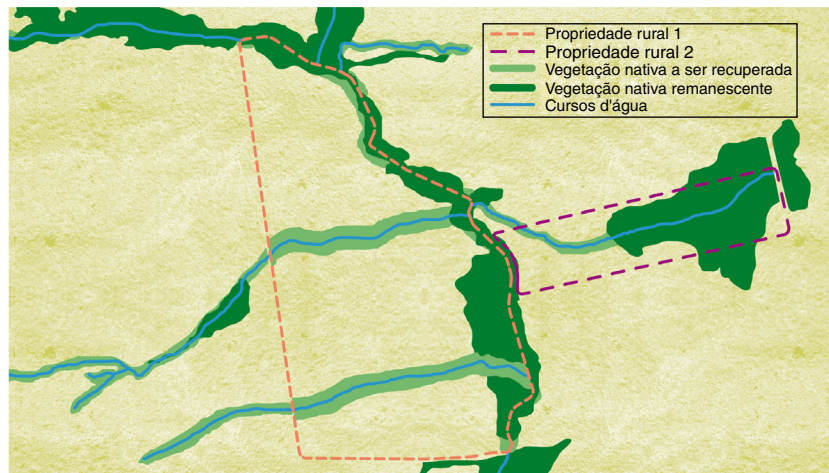 Propriedade rural 1
Propriedade rural 2
Vegetação nativa a ser recuperada
Vegetação nativa remanescente
Cursos d'água